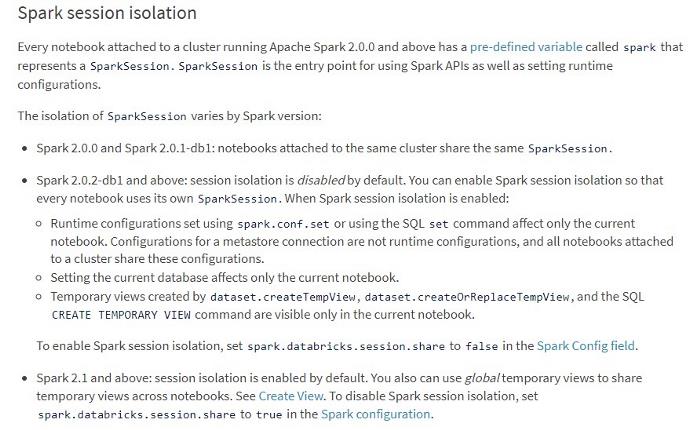 Spark session isolation
Every notebook attached to a cluster running Apache Spark 2.0.0 and above has a pre-defined variable called spark that
represents a SparkSession. SparkSession is the entry point for using Spark APIs as well as setting runtime
configurations.
The isolation of SparkSession varies by Spark version:
• Spark 2.0.0 and Spark 2.0.1-db1: notebooks attached to the same cluster share the same SparkSession.
• Spark 2.0.2-db1 and above: session isolation is disabled by default. You can enable Spark session isolation so that
every notebook uses its own SparkSession. When Spark session isolation is enabled:
○ Runtime configurations set using spark.conf.set or using the SQL set command affect only the current
notebook. Configurations for a metastore connection are not runtime configurations, and all notebooks attached
to a cluster share these configurations.
○ Setting the current database affects only the current notebook.
○ Temporary views created by dataset.createTempView, dataset.createOrReplaceTempView, and the SQL
CREATE TEMPORARY VIEW command are visible only in the current notebook.
To enable Spark session isolation, set spark.databricks.session.share to false in the Spark Config field.
• Spark 2.1 and above: session isolation is enabled by default. You also can use global temporary views to share
temporary views across notebooks. See Create View. To disable Spark session isolation, set
spark.databricks.session.share to true in the Spark configuration.